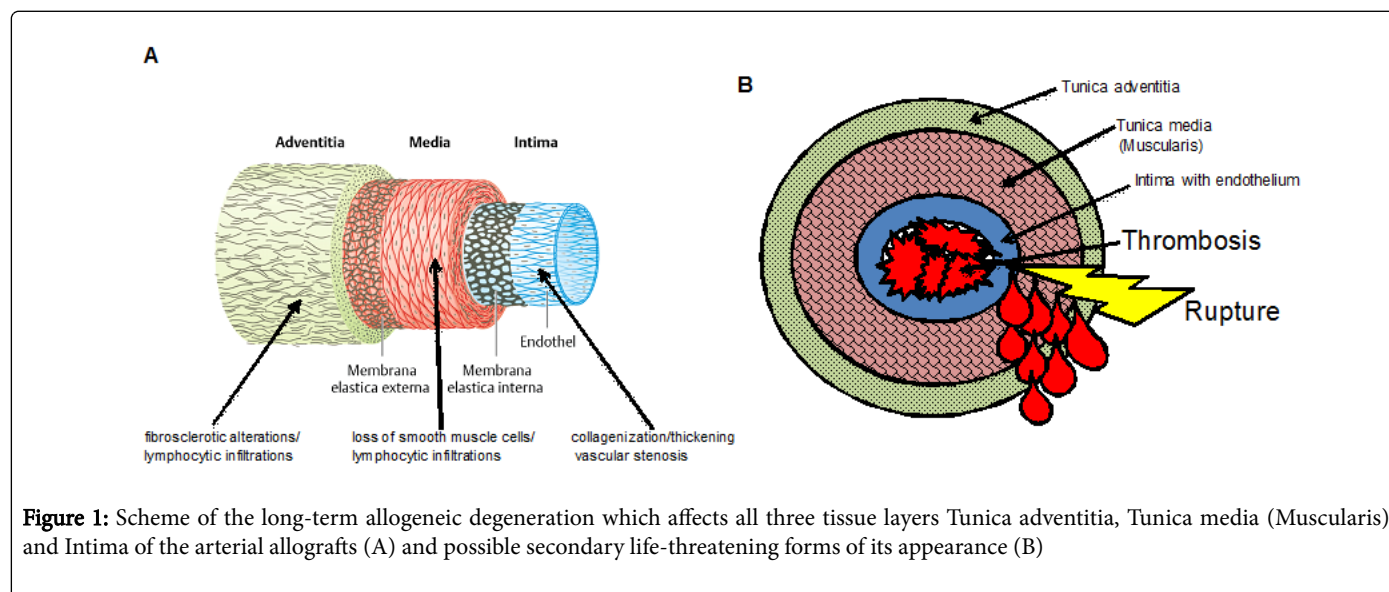 A
Adventitia
Media
Intima
Endothel
Membrana
elastica externa
Membrana
elastica interna
fibrosclerotic alterations/
lymphocytic infiltrations
loss of smooth muscle cells/
lymphocytic infiltrations
collagenization/thickening
vascular stenosis
B
Tunica adventitia
Tunica media
(Muscularis)
Intima with endothelium
Thrombosis
Rupture
Figure 1: Scheme of the long-term allogeneic degeneration which affects all three tissue layers Tunica adventitia, Tunica media (Muscularis)
and Intima of the arterial allografts (A) and possible secondary life-threatening forms of its appearance (B)